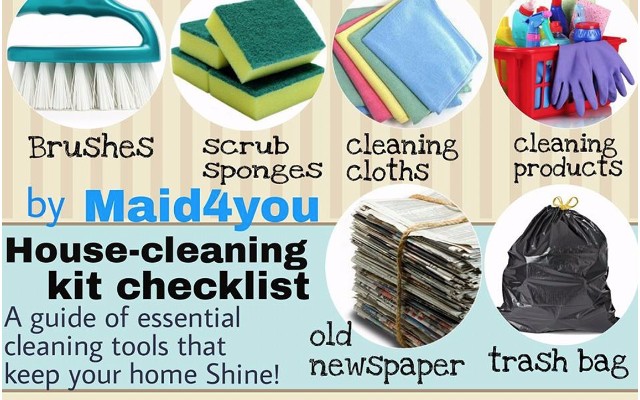 Brushes
scrub
sponges
cleaning
cloths
cleaning
products
by Maid4you
House-cleaning
kit checklist
A guide of essential
cleaning tools that
keep your home Shine!
old
newspaper
trash bag